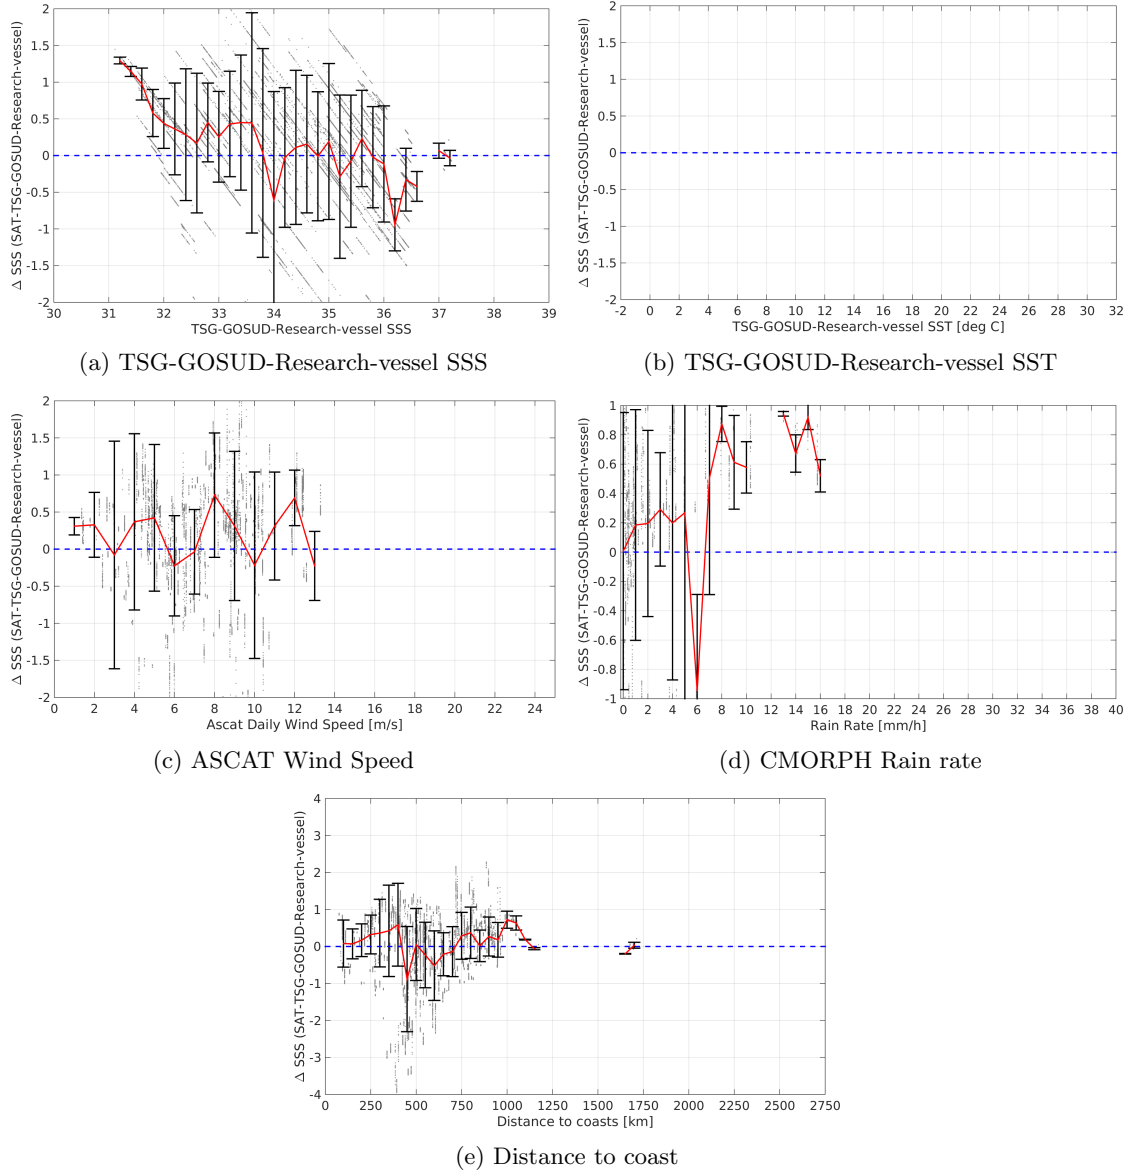 2
1.5
1
0.5
0
-0.5
-1
-1.5
-2
Δ SSS (SAT-TSG-GOSUD-Research-vessel)
30 31 32 33 34 35 36 37 38 39
TSG-GOSUD-Research-vessel SSS
(a) TSG-GOSUD-Research-vessel SSS
2
1.5
1
0.5
0
-0.5
-1
-1.5
-2
Δ SSS (SAT-TSG-GOSUD-Research-vessel)
-2 0 2 4 6 8 10 12 14 16 18 20 22 24 26 28 30 32
TSG-GOSUD-Research-vessel SST [deg C]
(b) TSG-GOSUD-Research-vessel SST
2
1.5
1
0.5
0
-0.5
-1
-1.5
-2
Δ SSS (SAT-TSG-GOSUD-Research-vessel)
0 2 4 6 8 10 12 14 16 18 20 22 24
Ascat Daily Wind Speed [m/s]
(c) ASCAT Wind Speed
1
0.8
0.6
0.4
0.2
0
-0.2
-0.4
-0.6
-0.8
-1
Δ SSS (SAT-TSG-GOSUD-Research-vessel)
0 2 4 6 8 10 12 14 16 18 20 22 24 26 28 30 32 34 36 38 40
Rain Rate [mm/h]
(d) CMORPH Rain rate
4
3
2
1
0
-1
-2
-3
-4
Δ SSS (SAT-TSG-GOSUD-Research-vessel)
0 250 500 750 1000 1250 1500 1750 2000 2250 2500 2750
Distance to coasts [km]
(e) Distance to coast